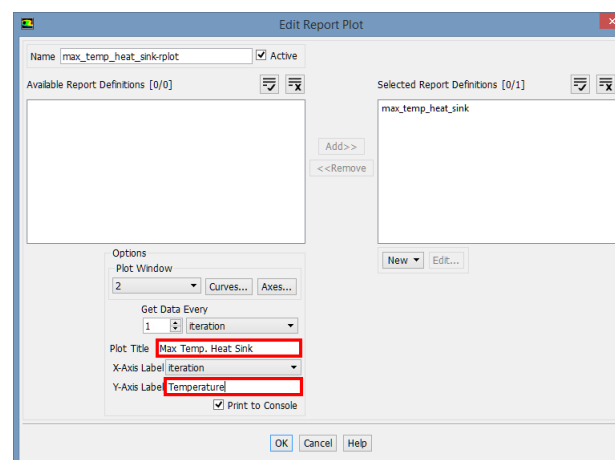 Edit Report Plot
Name max_temp_heat_sink-rplot Active
Available Report Definitions [0/0]
Selected Report Definitions [0/1]
max_temp_heat_sink
Add>>
<<Remove
New Edit...
Options
Plot Window
2 Curves... Axes...
Get Data Every
1 iteration
Plot Title Max Temp. Heat Sink
X-Axis Label iteration
Y-Axis Label Temperature
Print to Console
OK Cancel Help